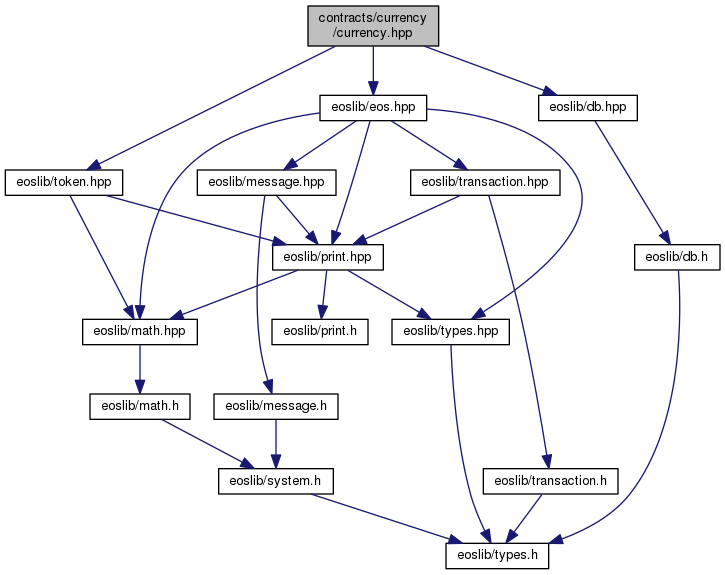 contracts/currency
/currency.hpp
eoslib/eos.hpp
eoslib/db.hpp
eoslib/token.hpp
eoslib/message.hpp
eoslib/transaction.hpp
eoslib/print.hpp
eoslib/db.h
eoslib/math.hpp
eoslib/print.h
eoslib/types.hpp
eoslib/math.h
eoslib/message.h
eoslib/system.h
eoslib/transaction.h
eoslib/types.h